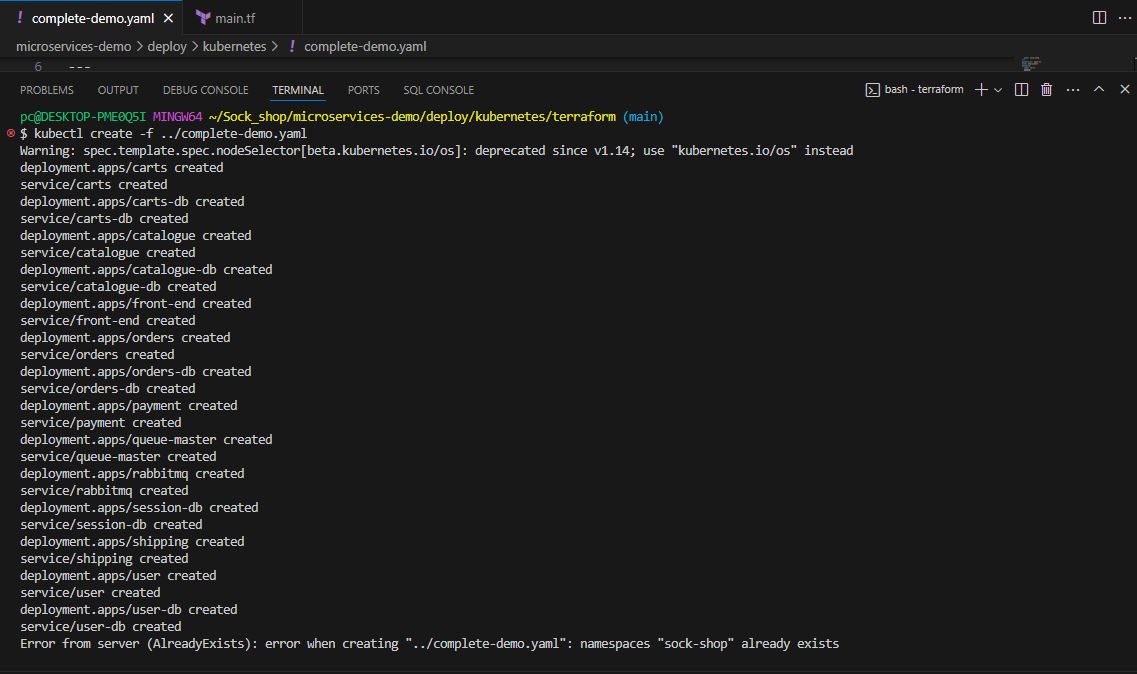 ! complete-demo.yaml × main.tf ...
microservices-demo > deploy > kubernetes > ! complete-demo.yaml
6 ---
PROBLEMS OUTPUT DEBUG CONSOLE TERMINAL PORTS SQL CONSOLE bash - terraform + ...
pc@DESKTOP-PME0Q5I MINGW64 ~/Sock_shop/microservices-demo/deploy/kubernetes/terraform (main)
$ kubectl create -f ../complete-demo.yaml
Warning: spec.template.spec.nodeSelector[beta.kubernetes.io/os]: deprecated since v1.14; use "kubernetes.io/os" instead
deployment.apps/carts created
service/carts created
deployment.apps/carts-db created
service/carts-db created
deployment.apps/catalogue created
service/catalogue created
deployment.apps/catalogue-db created
service/catalogue-db created
deployment.apps/front-end created
service/front-end created
deployment.apps/orders created
service/orders created
deployment.apps/orders-db created
service/orders-db created
deployment.apps/payment created
service/payment created
deployment.apps/queue-master created
service/queue-master created
deployment.apps/rabbitmq created
service/rabbitmq created
deployment.apps/session-db created
service/session-db created
deployment.apps/shipping created
service/shipping created
deployment.apps/user created
service/user created
deployment.apps/user-db created
service/user-db created
Error from server (AlreadyExists): error when creating "../complete-demo.yaml": namespaces "sock-shop" already exists